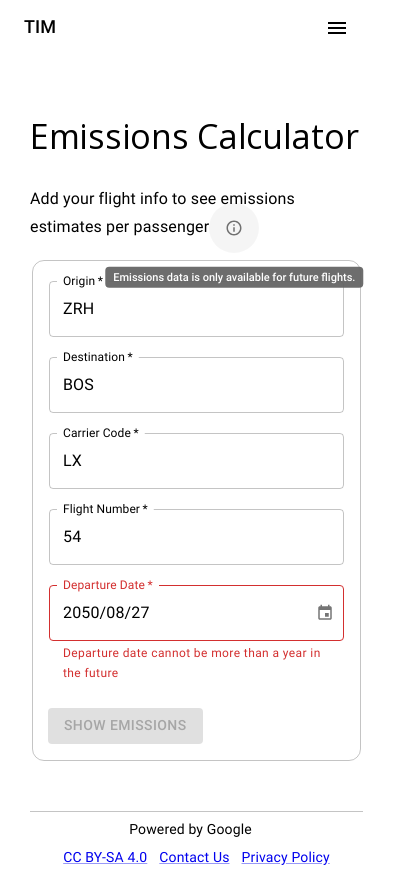 TIM
Emissions Calculator
Add your flight info to see emissions
estimates per passenger
Emissions data is only available for future flights.
Origin *
ZRH
Destination *
BOS
Carrier Code *
LX
Flight Number *
54
Departure Date *
2050/08/27
Departure date cannot be more than a year in
the future
SHOW EMISSIONS
Powered by Google
CC BY-SA 4.0 Contact Us Privacy Policy